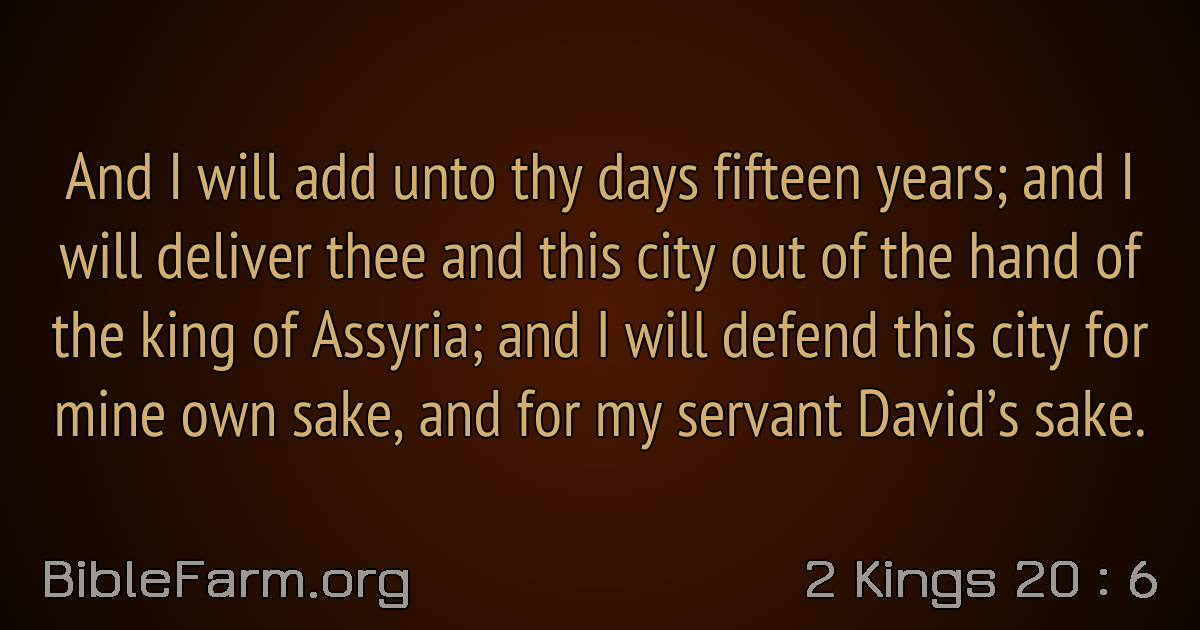 And I will add unto thy days fifteen years; and I
will deliver thee and this city out of the hand of
the king of Assyria; and I will defend this city for
mine own sake, and for my servant David’s sake.
BibleFarm.org
2 Kings 20 : 6